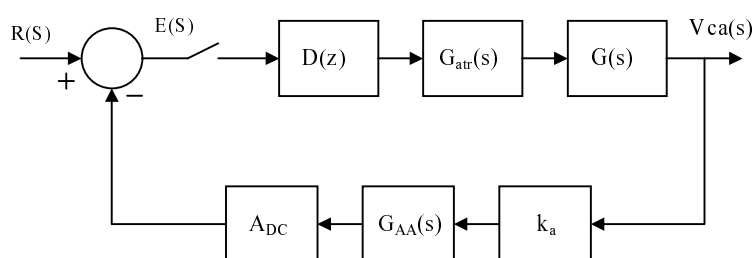 R(S)
E(S)
Vca(s)
D(z)
Gatr(s)
G(s)
+
−
ADC
GAA(s)
ka